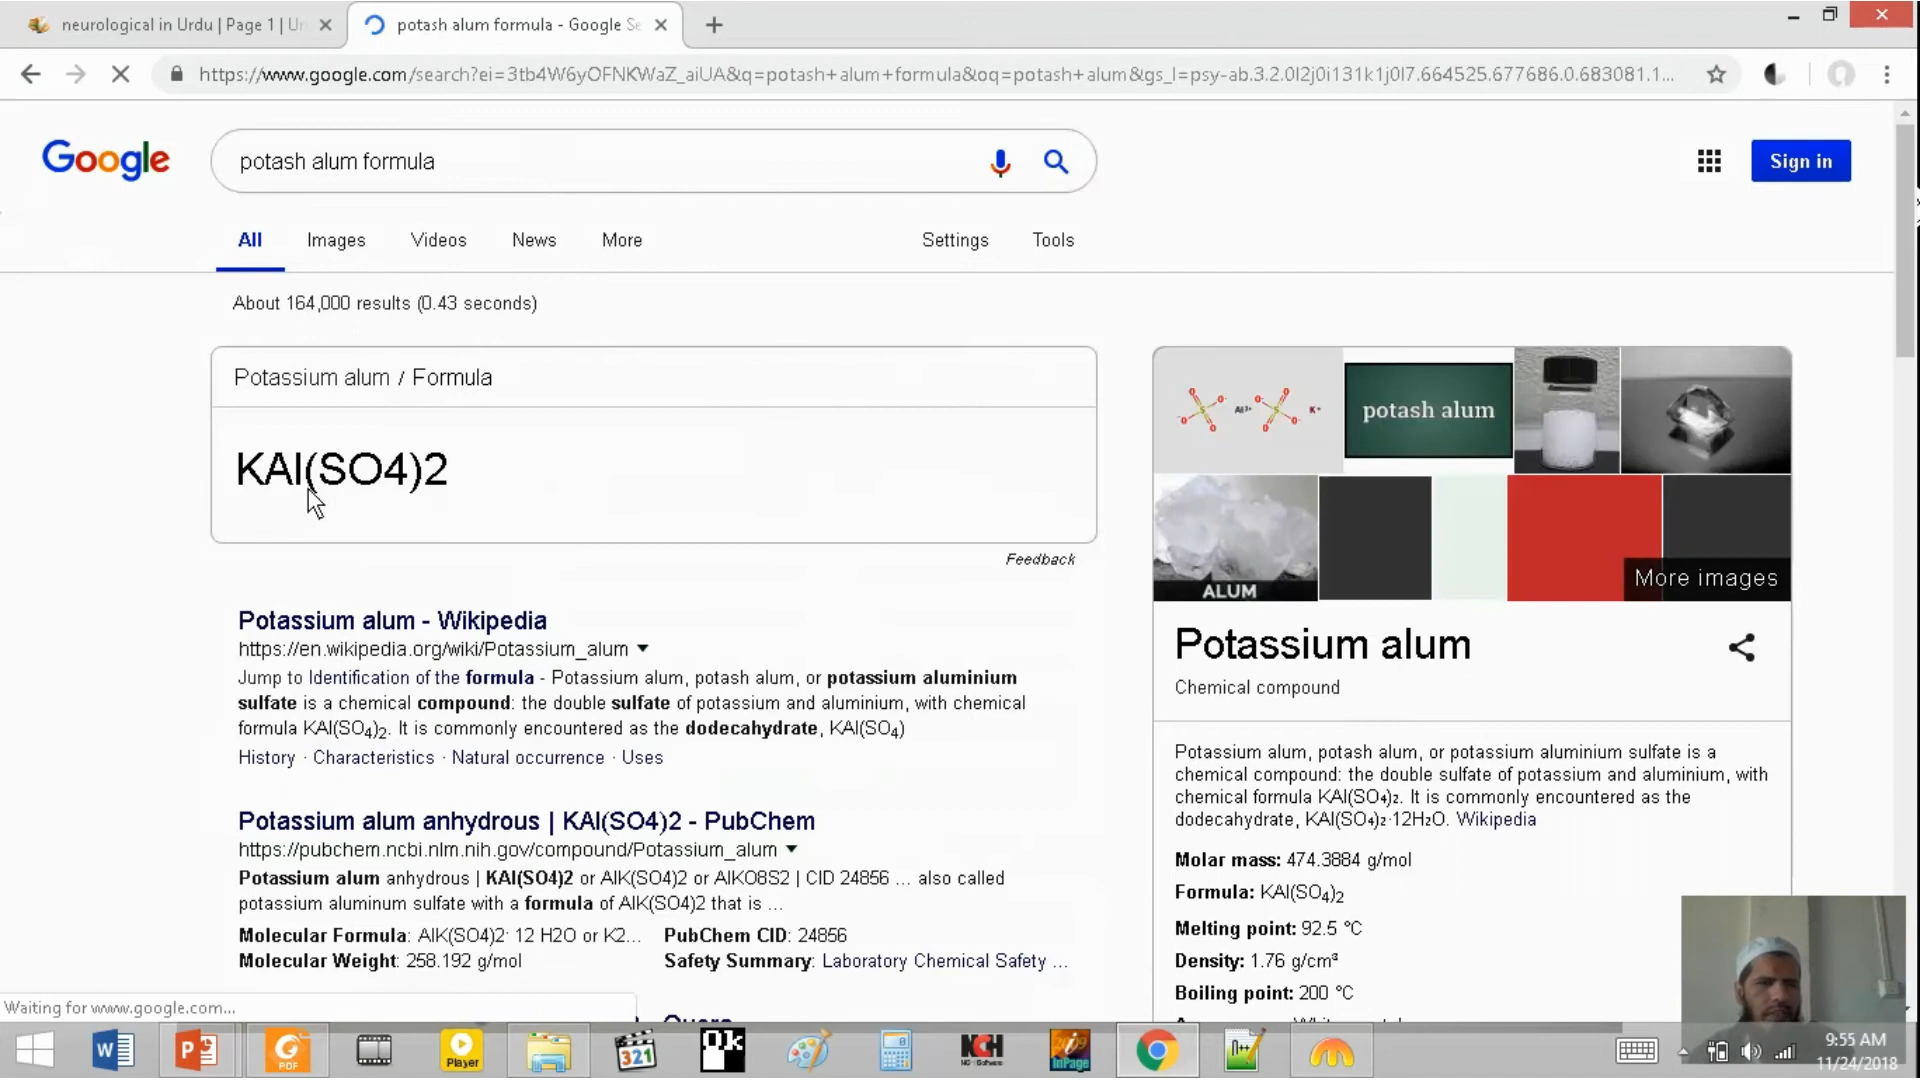 neurological in Urdu | Page 1 | Ur
potash alum formula - Google Se
https://www.google.com/search?ei=3tb4W6yOFNKWaZ_aiUA&q=potash+alum+formula&oq=potash+alum&gs_l=psy-ab.3.2.0l2j0i131k1j0l7.664525.677686.0.683081.1...
Google
potash alum formula
Sign in
All
Images
Videos
News
More
Settings
Tools
About 164,000 results (0.43 seconds)
Potassium alum / Formula
KAl(SO4)2
Feedback
Potassium alum - Wikipedia
https://en.wikipedia.org/wiki/Potassium_alum
Jump to Identification of the formula - Potassium alum, potash alum, or potassium aluminium
sulfate is a chemical compound: the double sulfate of potassium and aluminium, with chemical
formula KAl(SO4)2. It is commonly encountered as the dodecahydrate, KAl(SO4)
History · Characteristics · Natural occurrence · Uses
Potassium alum anhydrous | KAl(SO4)2 - PubChem
https://pubchem.ncbi.nlm.nih.gov/compound/Potassium_alum
Potassium alum anhydrous | KAl(SO4)2 or AlK(SO4)2 or AlKO8S2 | CID 24856 ... also called
potassium aluminum sulfate with a formula of AlK(SO4)2 that is ...
Molecular Formula: AlK(SO4)2· 12 H2O or K2...
PubChem CID: 24856
Molecular Weight: 258.192 g/mol
Safety Summary: Laboratory Chemical Safety ...
potash alum
ALUM
More images
Potassium alum
Chemical compound
Potassium alum, potash alum, or potassium aluminium sulfate is a
chemical compound: the double sulfate of potassium and aluminium, with
chemical formula KAl(SO₄)₂. It is commonly encountered as the
dodecahydrate, KAl(SO₄)₂·12H₂O. Wikipedia
Molar mass: 474.3884 g/mol
Formula: KAl(SO4)2
Melting point: 92.5 °C
Density: 1.76 g/cm³
Boiling point: 200 °C
Waiting for www.google.com...
PDF
Player
321
NCH
InPage
9:55 AM
11/24/2018